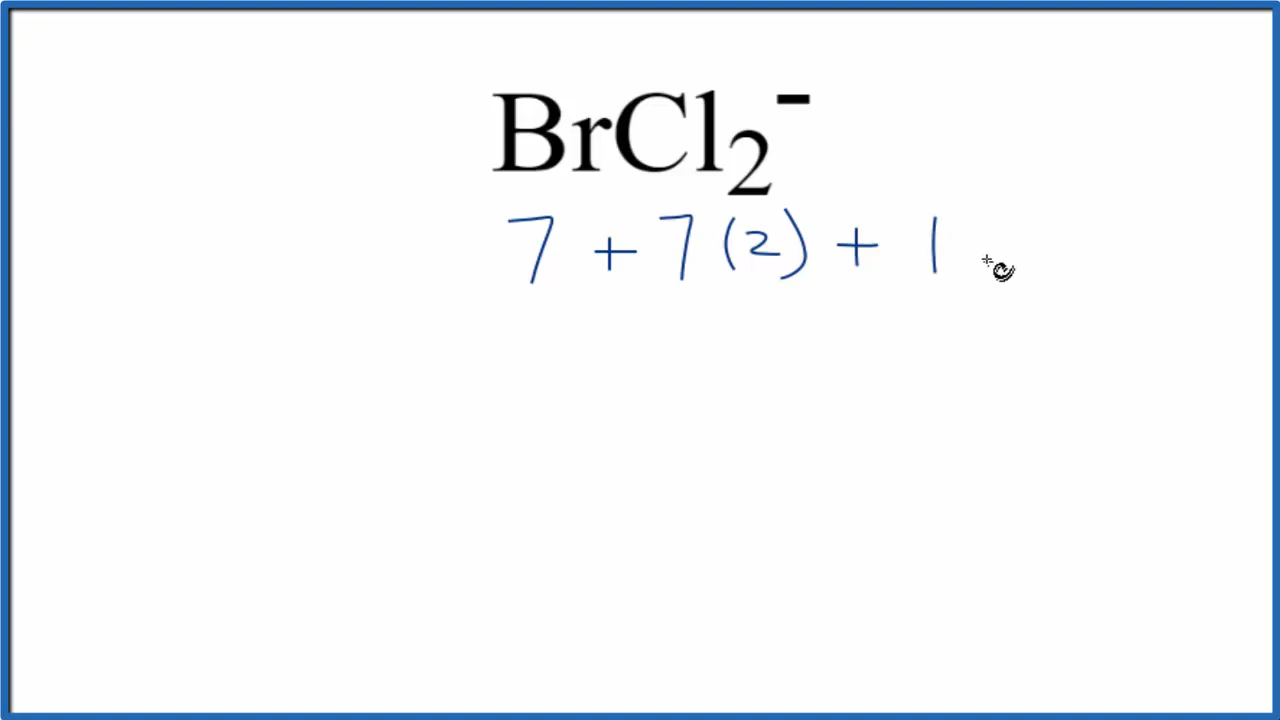 BrCl₂⁻
7 + 7(2) + 1